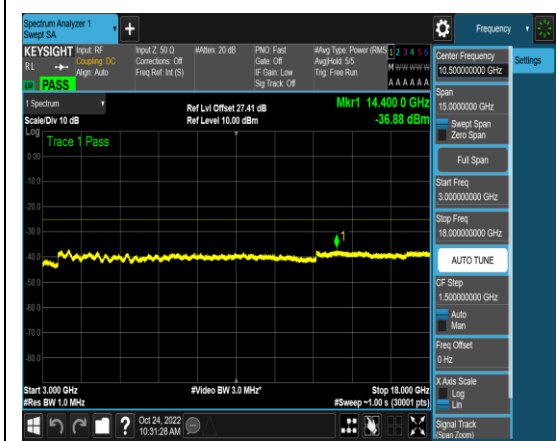 Spectrum Analyzer 1
Swept SA
+
Frequency
KEYSIGHT
RL
PASS
Input: RF
Coupling: DC
Align: Auto
Input Z: 50 Ω
Corrections: Off
Freq Ref: Int (S)
#Atten: 20 dB
PNO: Fast
Gate: Off
IF Gain: Low
Sig Track: Off
#Avg Type: Power (RMS
Avg|Hold: 5/5
Trig: Free Run
1 2 3 4 5 6
M W W W W W
A A A A A A
1 Spectrum
Scale/Div 10 dB
Ref Lvl Offset 27.41 dB
Ref Level 10.00 dBm
Mkr1 14.400 0 GHz
-36.88 dBm
Log
Trace 1 Pass
0.00
-10.0
-20.0
-30.0
-40.0
-50.0
-60.0
-70.0
-80.0
1
Start 3.000 GHz
#Res BW 1.0 MHz
#Video BW 3.0 MHz*
Stop 18.000 GHz
#Sweep ~1.00 s (30001 pts)
Center Frequency
10.500000000 GHz
Settings
Span
15.0000000 GHz
Swept Span
Zero Span
Full Span
Start Freq
3.000000000 GHz
Stop Freq
18.000000000 GHz
AUTO TUNE
CF Step
1.500000000 GHz
Auto
Man
Freq Offset
0 Hz
X Axis Scale
Log
Lin
Signal Track
(Span Zoom)
?
Oct 24, 2022
10:31:28 AM